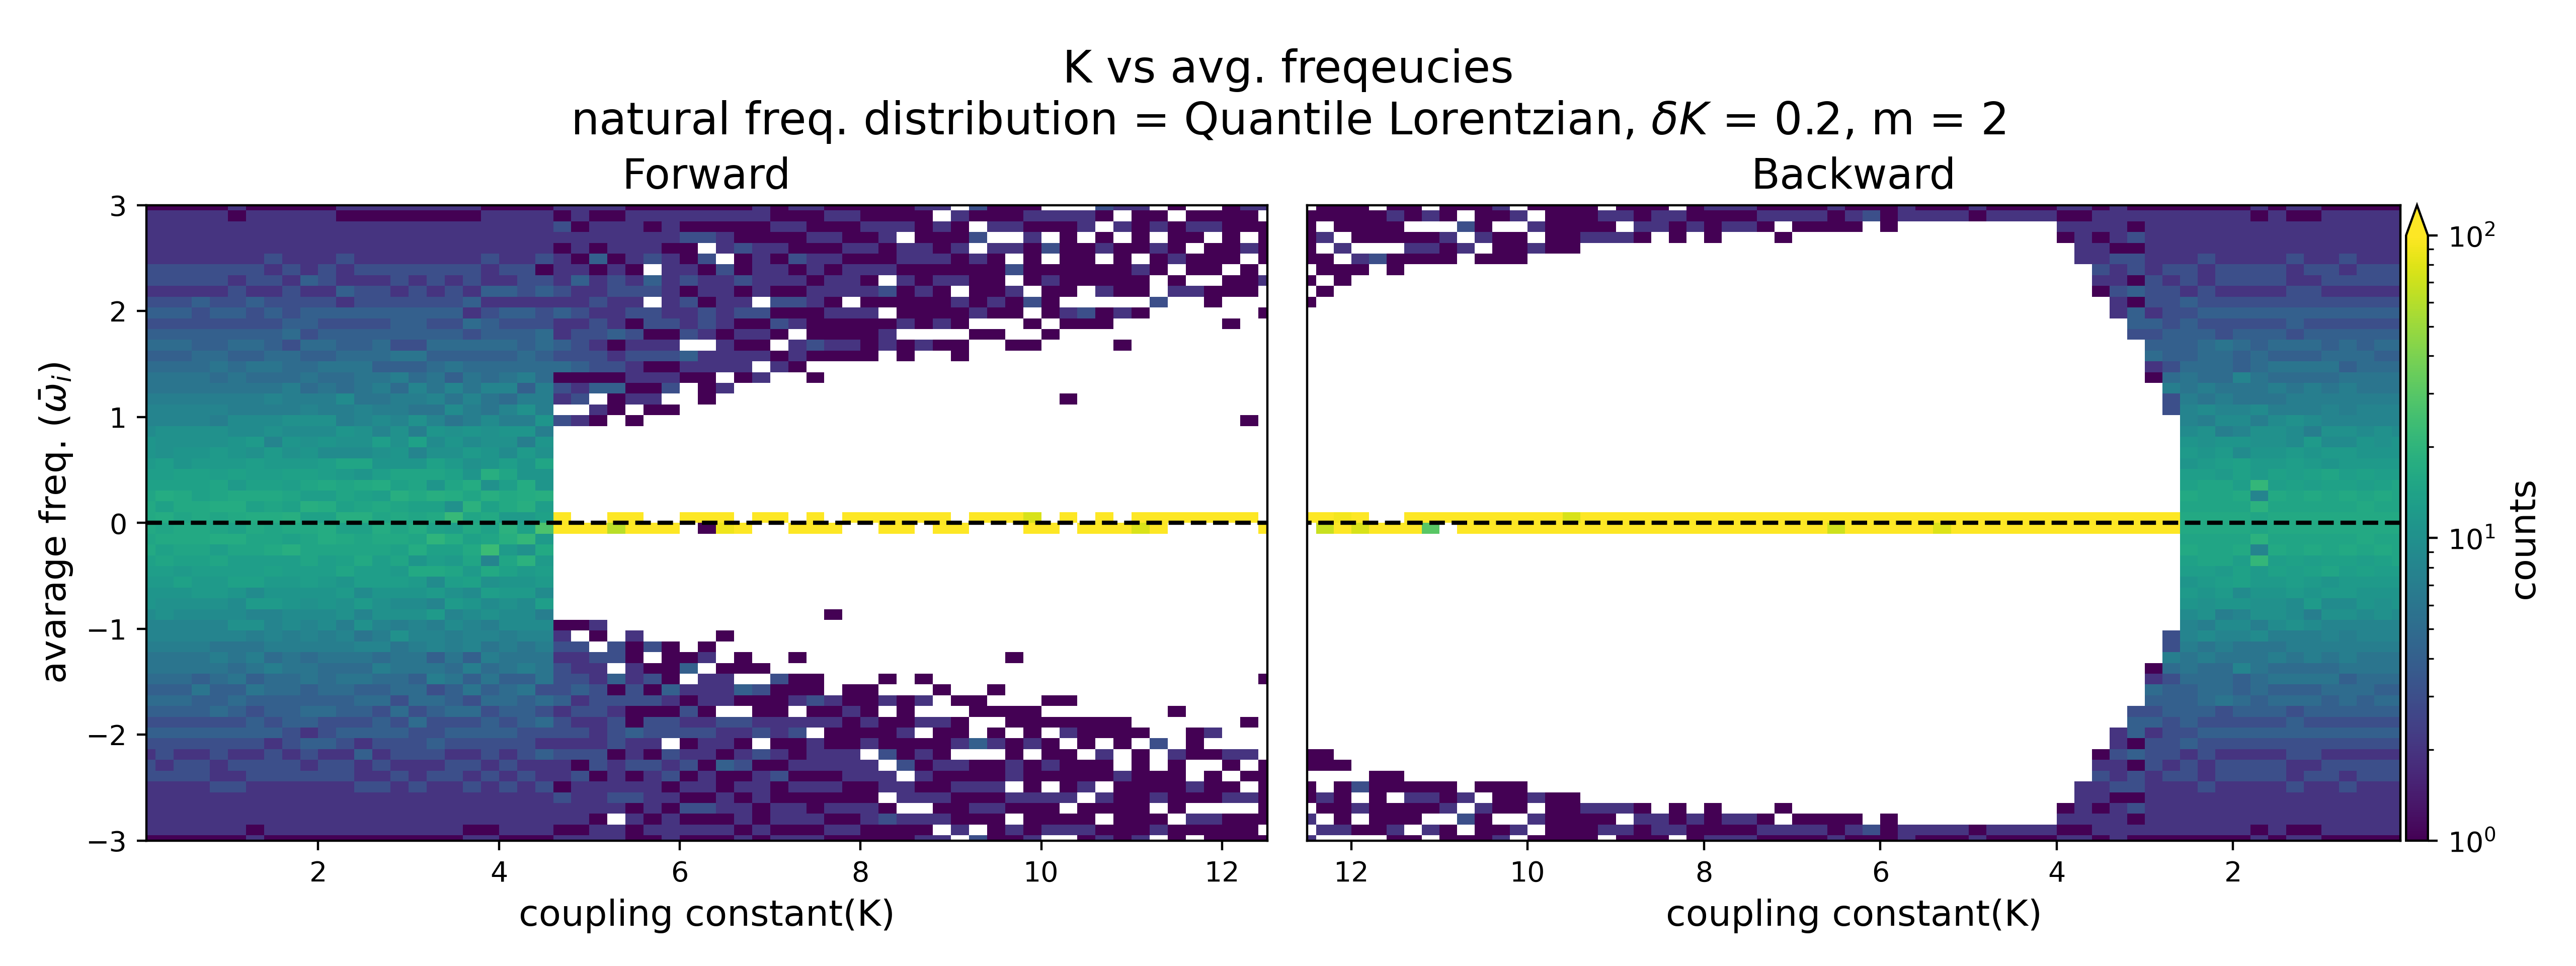 K vs avg. freqeucies
natural freq. distribution = Quantile Lorentzian, δK = 0.2, m = 2
Forward
Backward
avarage freq. (ω̄ᵢ)
3
2
1
0
−1
−2
−3
2
4
6
8
10
12
coupling constant(K)
12
10
8
6
4
2
coupling constant(K)
10²
10¹
10⁰
counts